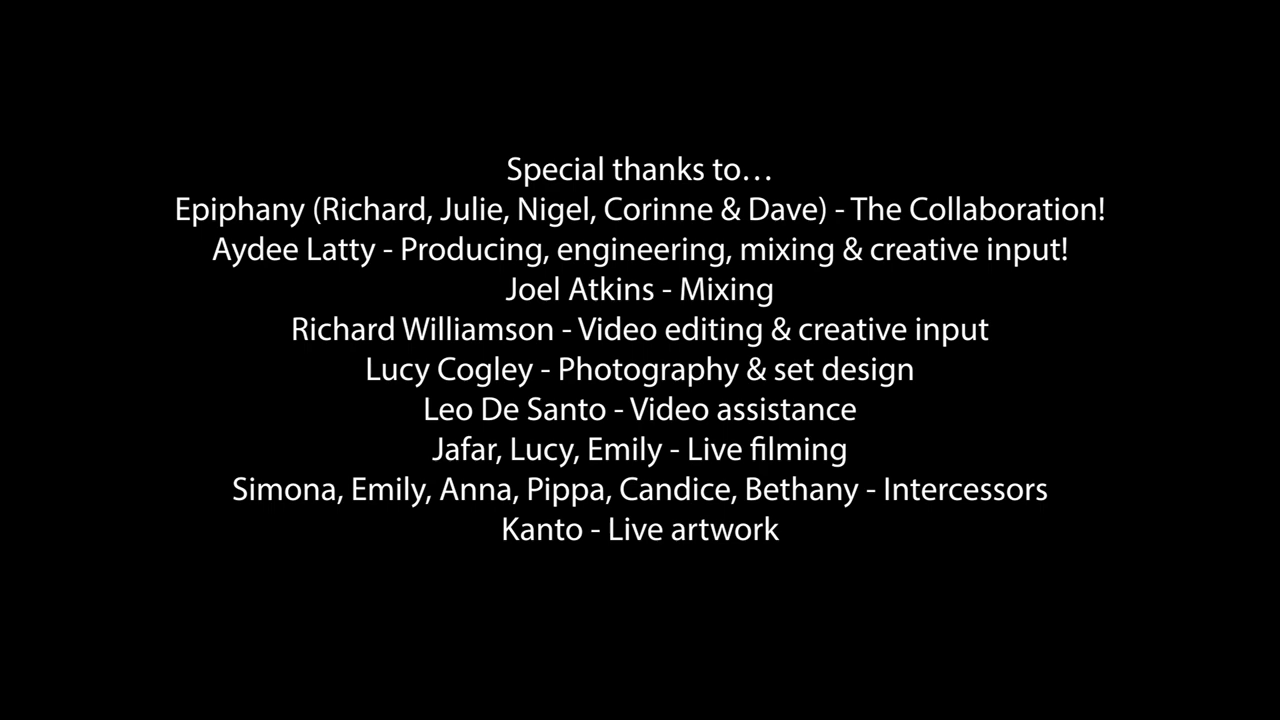 Special thanks to…
Epiphany (Richard, Julie, Nigel, Corinne & Dave) - The Collaboration!
Aydee Latty - Producing, engineering, mixing & creative input!
Joel Atkins - Mixing
Richard Williamson - Video editing & creative input
Lucy Cogley - Photography & set design
Leo De Santo - Video assistance
Jafar, Lucy, Emily - Live filming
Simona, Emily, Anna, Pippa, Candice, Bethany - Intercessors
Kanto - Live artwork